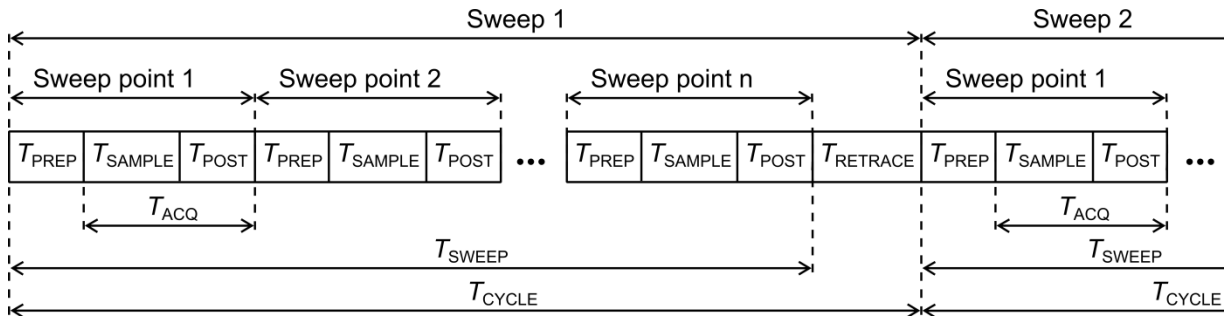 Sweep 1 Sweep 2
Sweep point 1 Sweep point 2 Sweep point n Sweep point 1
TPREP TSAMPLE TPOST TPREP TSAMPLE TPOST ••• TPREP TSAMPLE TPOST TRETRACE TPREP TSAMPLE TPOST •••
TACQ TACQ
TSWEEP TSWEEP
TCYCLE TCYCLE